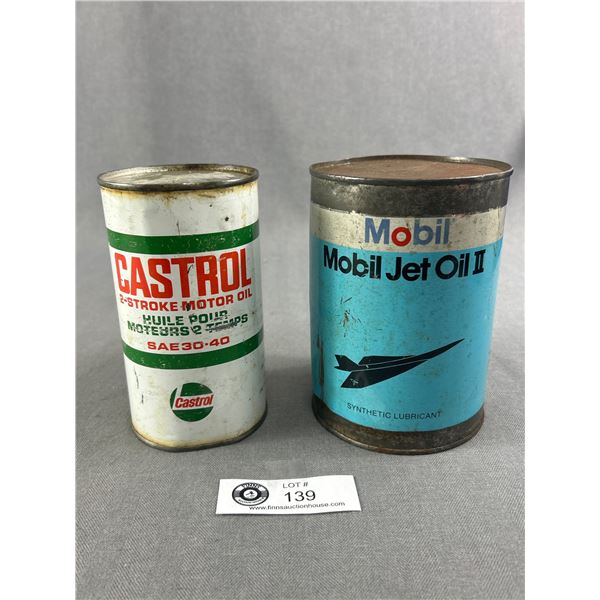 CASTROL
2-STROKE MOTOR OIL
HUILE POUR
MOTEURS 2 TEMPS
SAE 30-40
Castrol
Mobil
Mobil Jet Oil II
SYNTHETIC LUBRICANT
LOT #
139
www.finnsauctionhouse.com